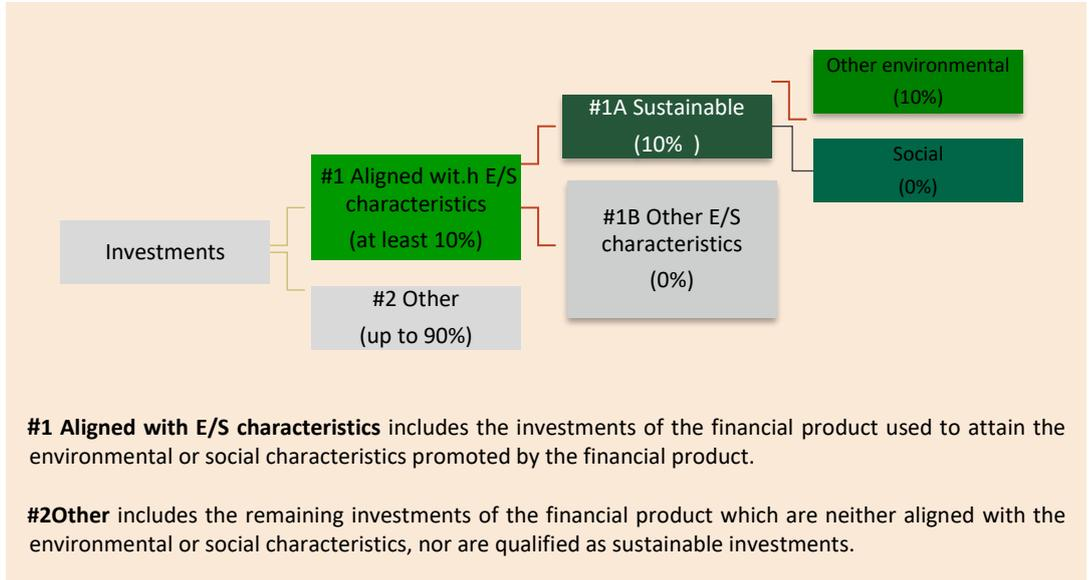 Other environmental
(10%)
#1A Sustainable
(10%  )
Social
(0%)
#1 Aligned wit.h E/S
characteristics
(at least 10%)
#1B Other E/S
characteristics
(0%)
Investments
#2 Other
(up to 90%)
#1 Aligned with E/S characteristics includes the investments of the financial product used to attain the
environmental or social characteristics promoted by the financial product.
#2Other includes the remaining investments of the financial product which are neither aligned with the
environmental or social characteristics, nor are qualified as sustainable investments.